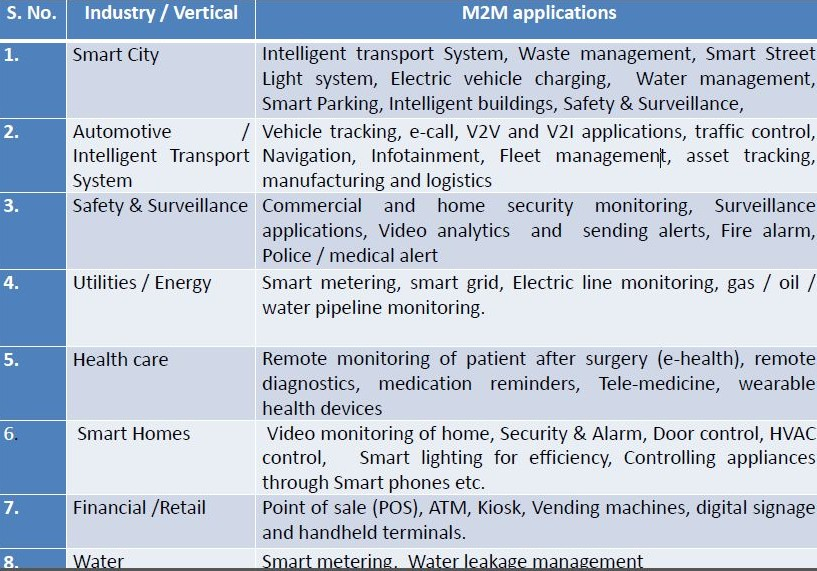 S. No. Industry / Vertical M2M applications
1. Smart City Intelligent transport System, Waste management, Smart Street
Light system, Electric vehicle charging, Water management,
Smart Parking, Intelligent buildings, Safety & Surveillance,
2. Automotive / Vehicle tracking, e-call, V2V and V2I applications, traffic control,
Intelligent Transport Navigation, Infotainment, Fleet management, asset tracking,
System manufacturing and logistics
3. Safety & Surveillance Commercial and home security monitoring, Surveillance
applications, Video analytics and sending alerts, Fire alarm,
Police / medical alert
4. Utilities / Energy Smart metering, smart grid, Electric line monitoring, gas / oil /
water pipeline monitoring.
5. Health care Remote monitoring of patient after surgery (e-health), remote
diagnostics, medication reminders, Tele-medicine, wearable
health devices
6. Smart Homes Video monitoring of home, Security & Alarm, Door control, HVAC
control, Smart lighting for efficiency, Controlling appliances
through Smart phones etc.
7. Financial /Retail Point of sale (POS), ATM, Kiosk, Vending machines, digital signage
and handheld terminals.
8. Water Smart metering, Water leakage management